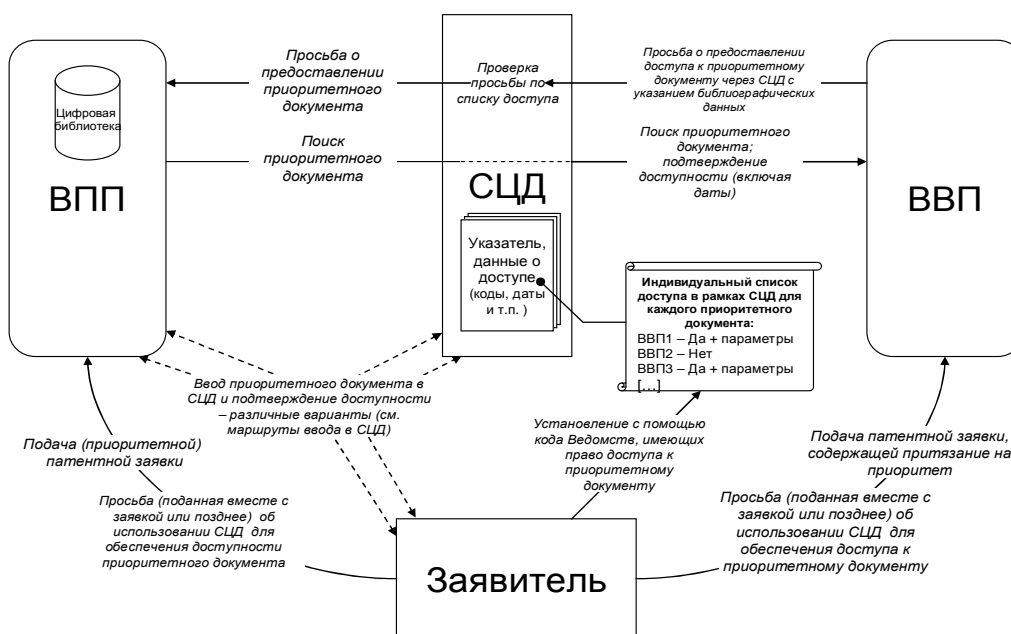 Просьба о
предоставлении
приоритетного
документа
Проверка
просьбы по
списку доступа
Просьба о предоставлении
доступа к приоритетному
документу через СЦД с
указанием библиографических
данных
Цифровая
библиотека
Поиск
приоритетного
документа
Поиск приоритетного
документа;
подтверждение
доступности (включая
даты)
ВПП
СЦД
ВВП
Указатель,
данные о
доступе
(коды, даты
и т.п. )
Индивидуальный список
доступа в рамках СЦД для
каждого приоритетного
документа:
ВВП1 – Да + параметры
ВВП2 – Нет
ВВП3 – Да + параметры
[…]
Ввод приоритетного документа в
СЦД и подтверждение доступности
– различные варианты (см.
маршруты ввода в СЦД)
Подача (приоритетной)
патентной заявки
Установление с помощью
кода Ведомств, имеющих
право доступа к
приоритетному
документу
Подача патентной заявки,
содержащей притязание на
приоритет
Просьба (поданная вместе с
заявкой или позднее) об
использовании СЦД для
обеспечения доступности
приоритетного документа
Просьба (поданная вместе с
заявкой или позднее) об
использовании СЦД для
обеспечения доступа к
приоритетному документу
Заявитель